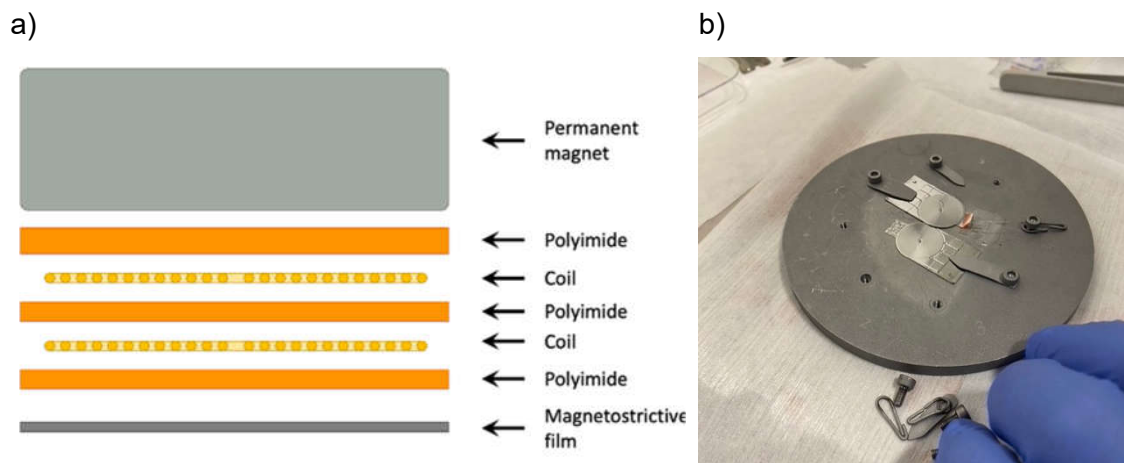 a)
b)
Permanent
magnet
Polyimide
Coil
Polyimide
Coil
Polyimide
Magnetostrictive
film